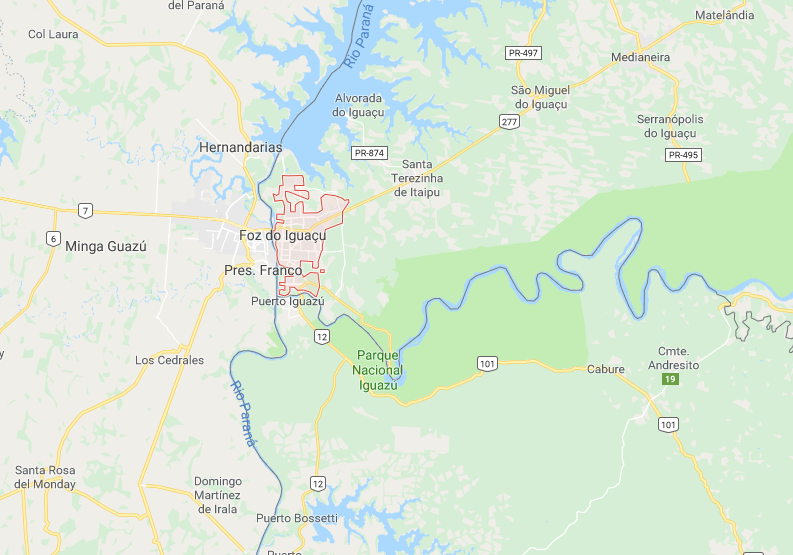 del Paraná
Matelândia
Col Laura
Rio Paraná
PR-497
Medianeira
São Miguel
do Iguaçu
Alvorada
do Iguaçu
277
Serranópolis
do Iguaçu
Hernandarias
PR-874
PR-495
Santa
Terezinha
de Itaipu
7
6
Minga Guazú
Foz do Iguaçu
Pres. Franco
Puerto Iguazú
12
Los Cedrales
Parque
Nacional
Iguazú
101
Cabure
Cmte.
Andresito
19
Rio Paraná
101
Santa Rosa
del Monday
Domingo
Martínez
de Irala
12
Puerto Bossetti
Puerto